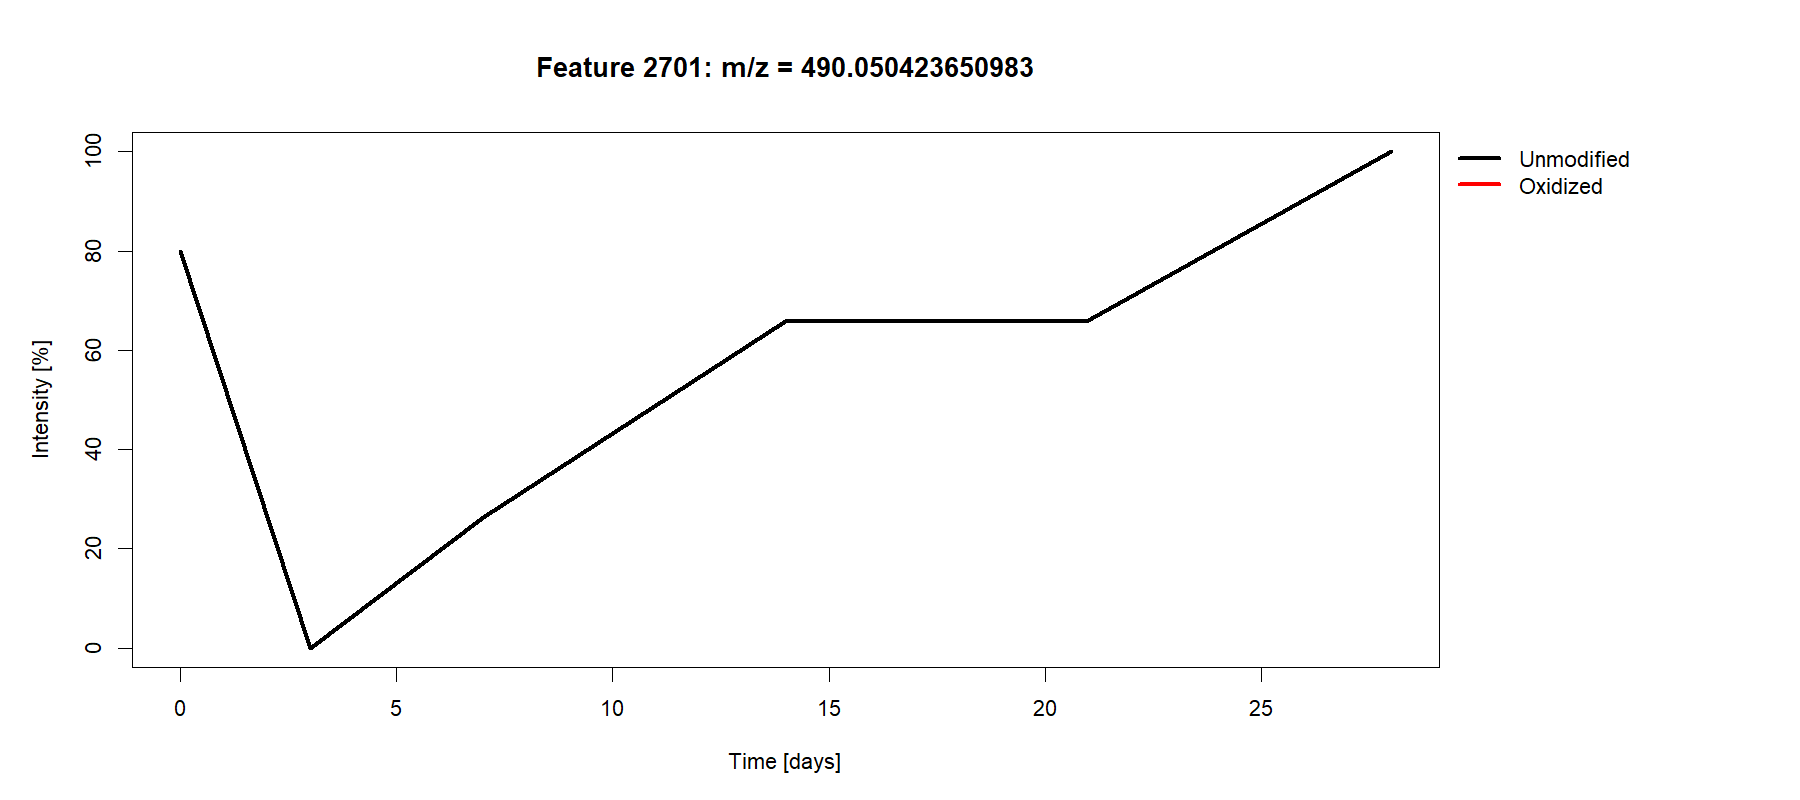 Feature 2701: m/z = 490.050423650983
Unmodified
Oxidized
Intensity [%]
100
80
60
40
20
0
0 5 10 15 20 25
Time [days]